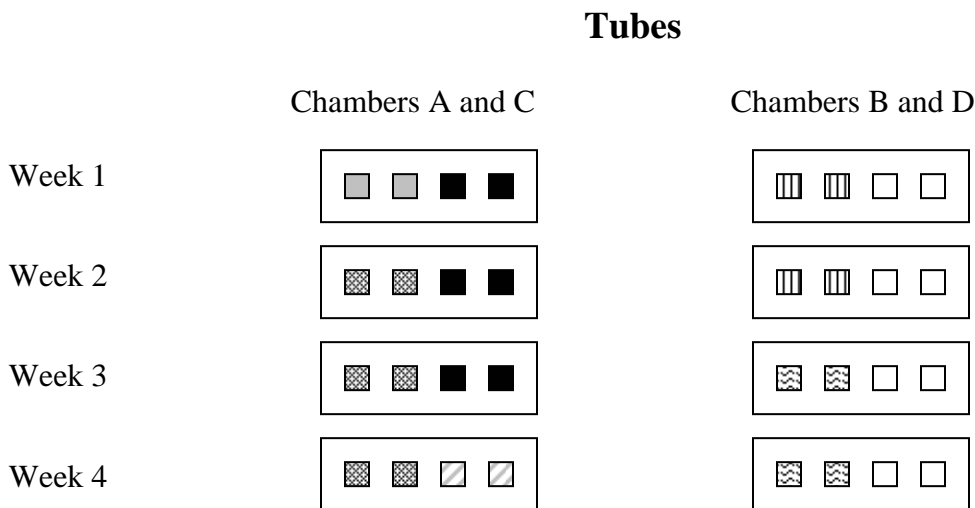 Tubes
Chambers A and C
Chambers B and D
Week 1
Week 2
Week 3
Week 4